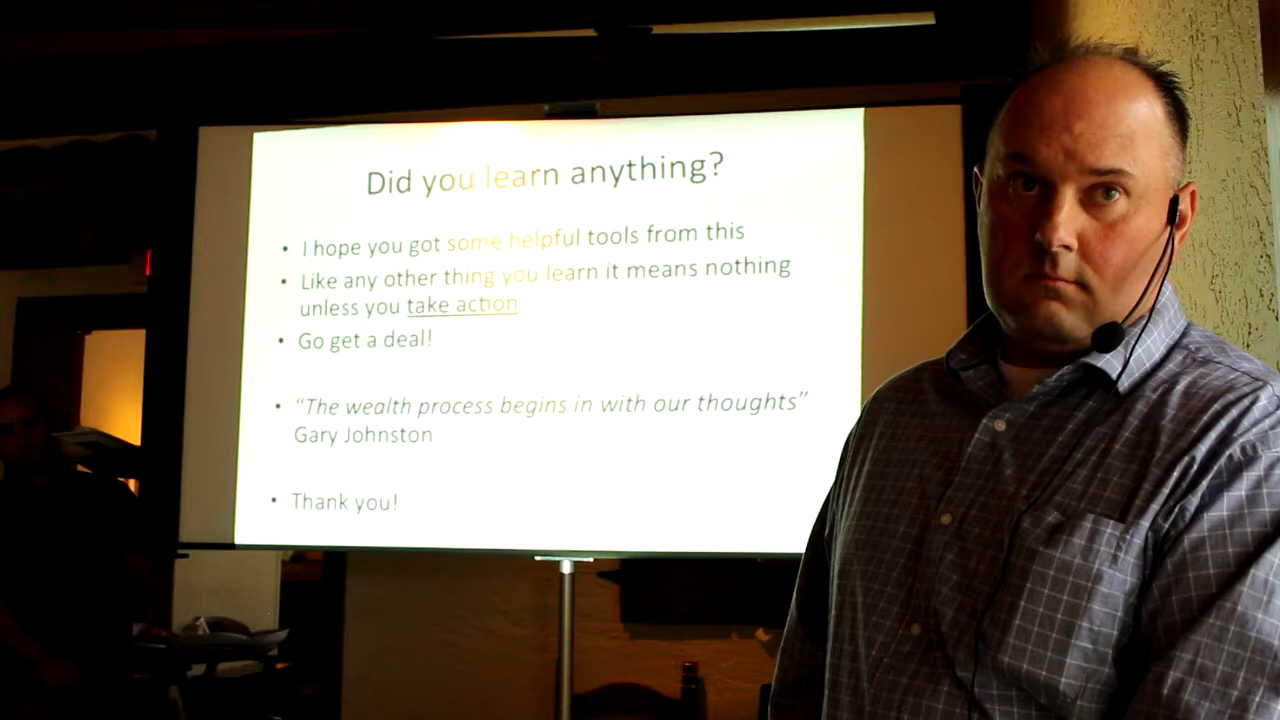 Did you learn anything?
• I hope you got some helpful tools from this
• Like any other thing you learn it means nothing
unless you take action
• Go get a deal!
• “The wealth process begins in with our thoughts”
Gary Johnston
• Thank you!